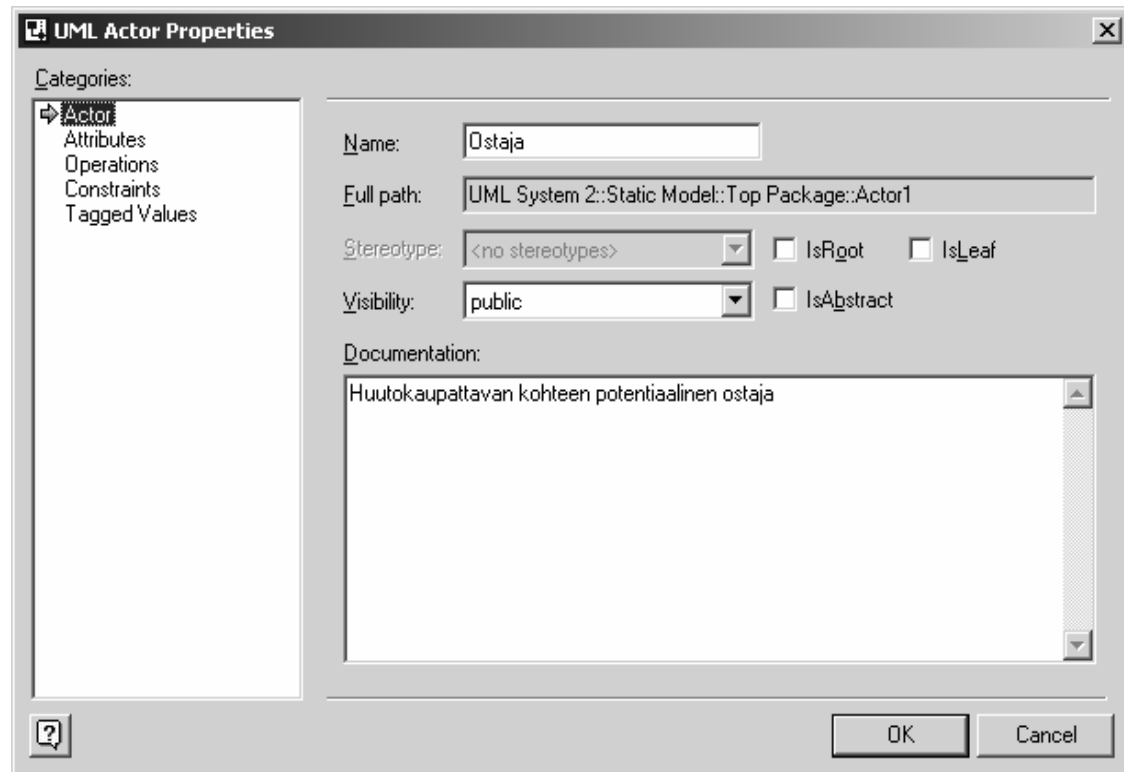 UML Actor Properties
Categories:
Actor
Attributes
Operations
Constraints
Tagged Values
Name: Ostaja
Full path: UML System 2::Static Model::Top Package::Actor1
Stereotype: <no stereotypes> IsRoot IsLeaf
Visibility: public IsAbstract
Documentation:
Huutokaupattavan kohteen potentiaalinen ostaja
OK Cancel